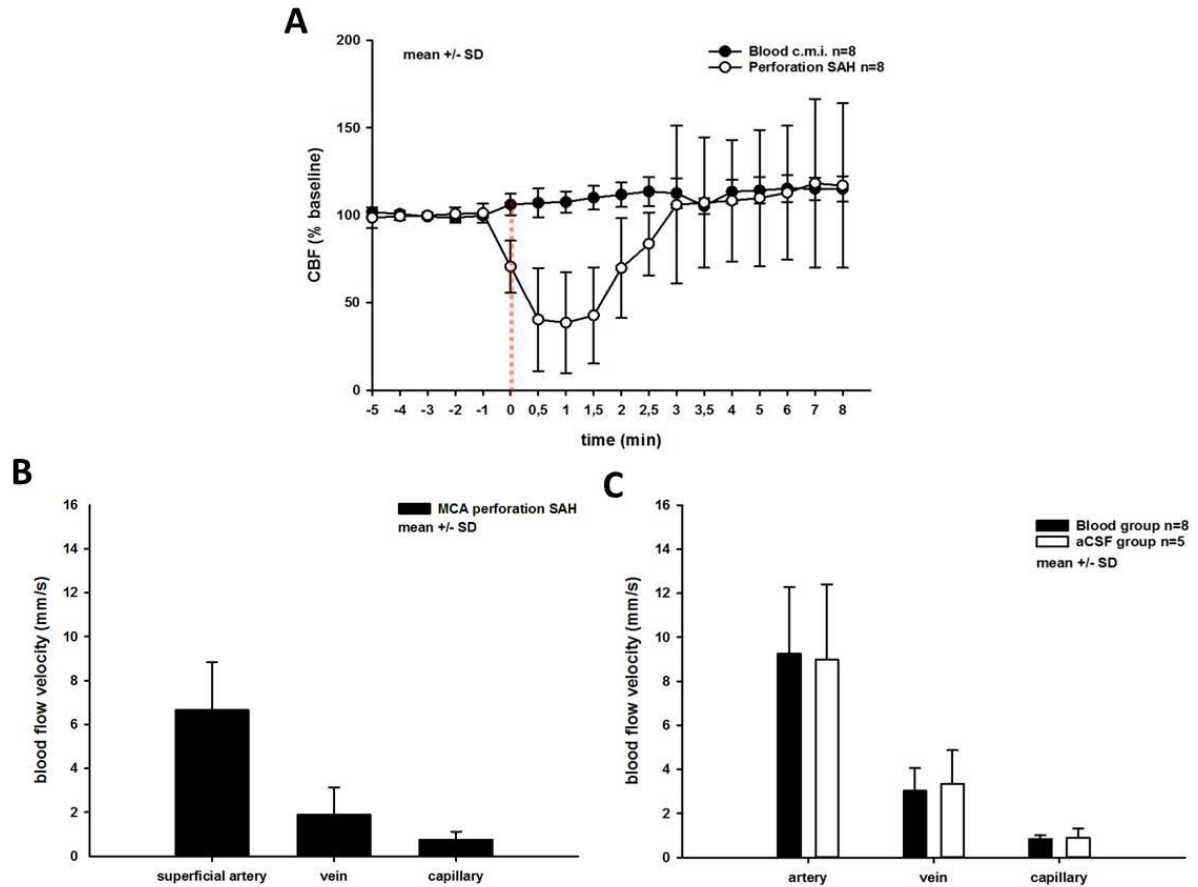 A
200
150
100
50
0
CBF (% baseline)
mean +/- SD
Blood c.m.i. n=8
Perforation SAH n=8
-5 -4 -3 -2 -1 0 0,5 1 1,5 2 2,5 3 3,5 4 5 6 7 8
time (min)
B
16
14
12
10
8
6
4
2
0
blood flow velocity (mm/s)
MCA perforation SAH
mean +/- SD
superficial artery vein capillary
C
16
14
12
10
8
6
4
2
0
blood flow velocity (mm/s)
Blood group n=8
aCSF group n=5
mean +/- SD
artery vein capillary